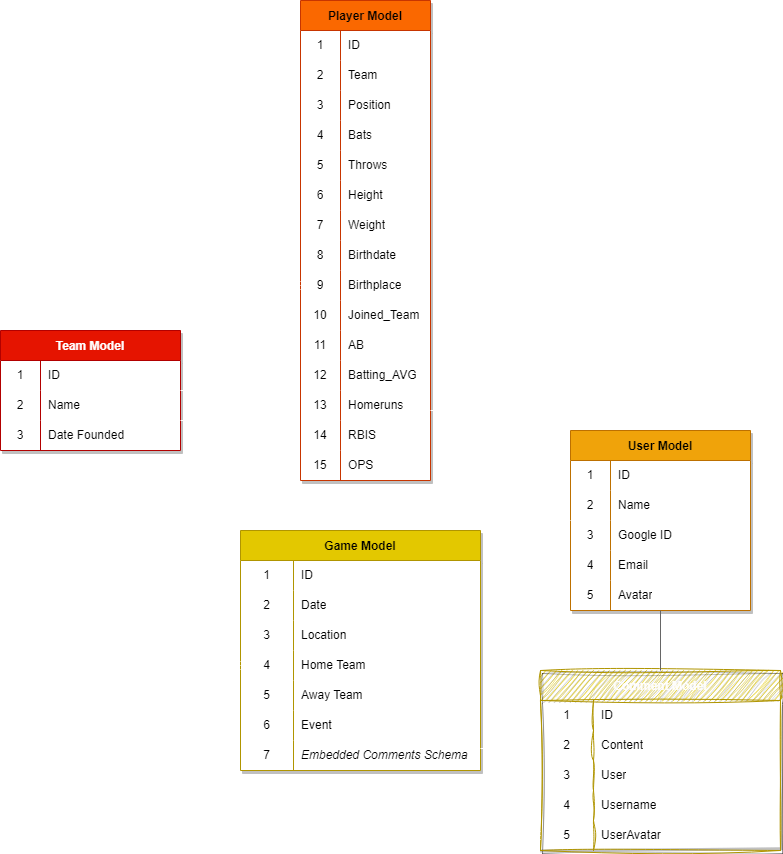 Player Model
1 ID
2 Team
3 Position
4 Bats
5 Throws
6 Height
7 Weight
8 Birthdate
9 Birthplace
10 Joined_Team
11 AB
12 Batting_AVG
13 Homeruns
14 RBIS
15 OPS
Team Model
1 ID
2 Name
3 Date Founded
User Model
1 ID
2 Name
3 Google ID
4 Email
5 Avatar
Game Model
1 ID
2 Date
3 Location
4 Home Team
5 Away Team
6 Event
7 Embedded Comments Schema
Comment Model
1 ID
2 Content
3 User
4 Username
5 UserAvatar